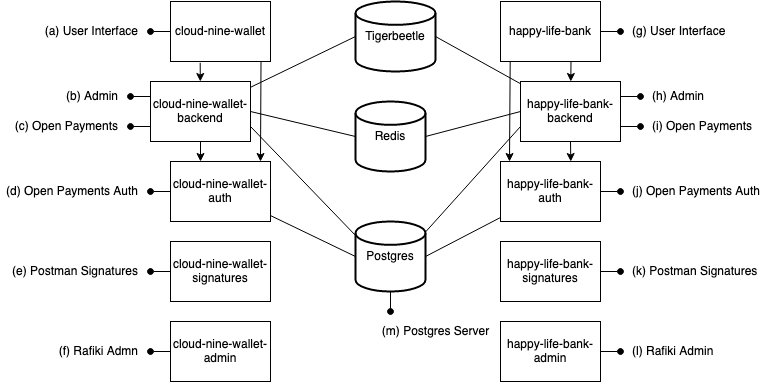 (a) User Interface
cloud-nine-wallet
Tigerbeetle
happy-life-bank
(g) User Interface
(b) Admin
(c) Open Payments
cloud-nine-wallet-
backend
Redis
happy-life-bank-
backend
(h) Admin
(i) Open Payments
(d) Open Payments Auth
cloud-nine-wallet-
auth
happy-life-bank-
auth
(j) Open Payments Auth
Postgres
(e) Postman Signatures
cloud-nine-wallet-
signatures
happy-life-bank-
signatures
(k) Postman Signatures
(m) Postgres Server
(f) Rafiki Admn
cloud-nine-wallet-
admin
happy-life-bank-
admin
(l) Rafiki Admin